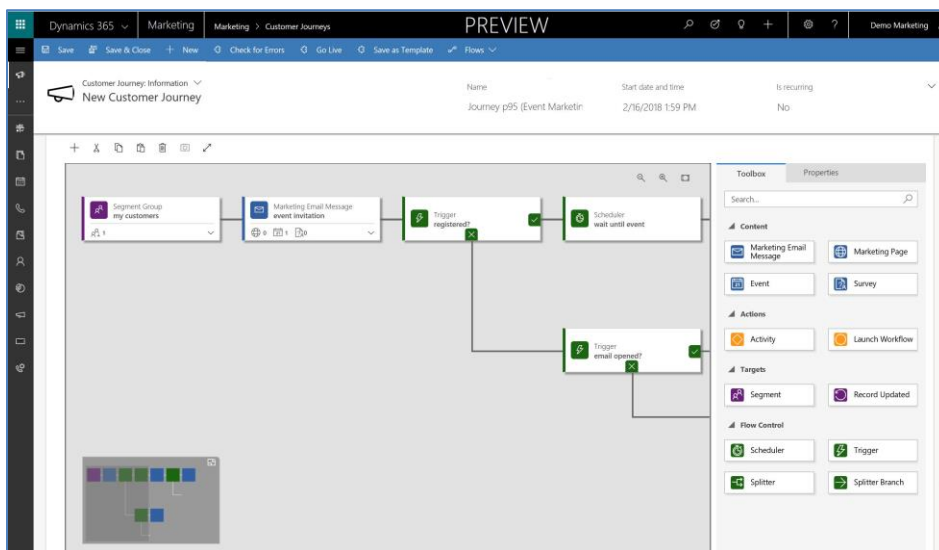 Dynamics 365
Marketing
Marketing > Customer Journeys
PREVIEW
Demo Marketing
Save
Save & Close
New
Check for Errors
Go Live
Save as Template
Flows
Customer Journey: Information
New Customer Journey
Name
Journey p95 (Event Marketin
Start date and time
2/16/2018 1:59 PM
Is recurring
No
Segment Group
my customers
1
Marketing Email Message
event invitation
0 1 0
Trigger
registered?
Scheduler
wait until event
Trigger
email opened?
Toolbox
Properties
Search...
Content
Marketing Email
Message
Marketing Page
Event
Survey
Actions
Activity
Launch Workflow
Targets
Segment
Record Updated
Flow Control
Scheduler
Trigger
Splitter
Splitter Branch